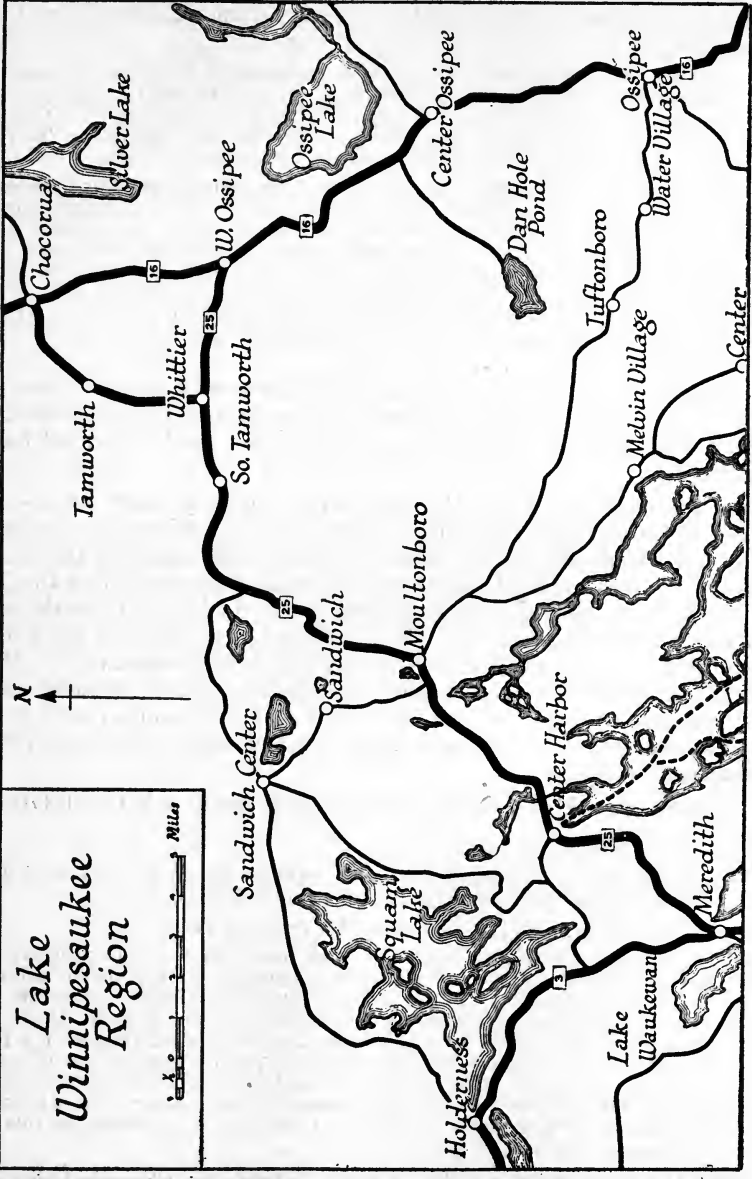 Lake
Winnipesaukee
Region
0
Miles
N
Chocorua
Silver Lake
Tamworth
16
Whittier
25
W. Ossipee
So. Tamworth
16
Ossipee
Lake
Sandwich Center
25
Sandwich
Squam
Lake
Moultonboro
Center Ossipee
Dan Hole
Pond
Holderness
3
Center Harbor
25
Tuftonboro
Melvin Village
Water Village
Ossipee
16
Lake
Waukewan
Meredith
Center